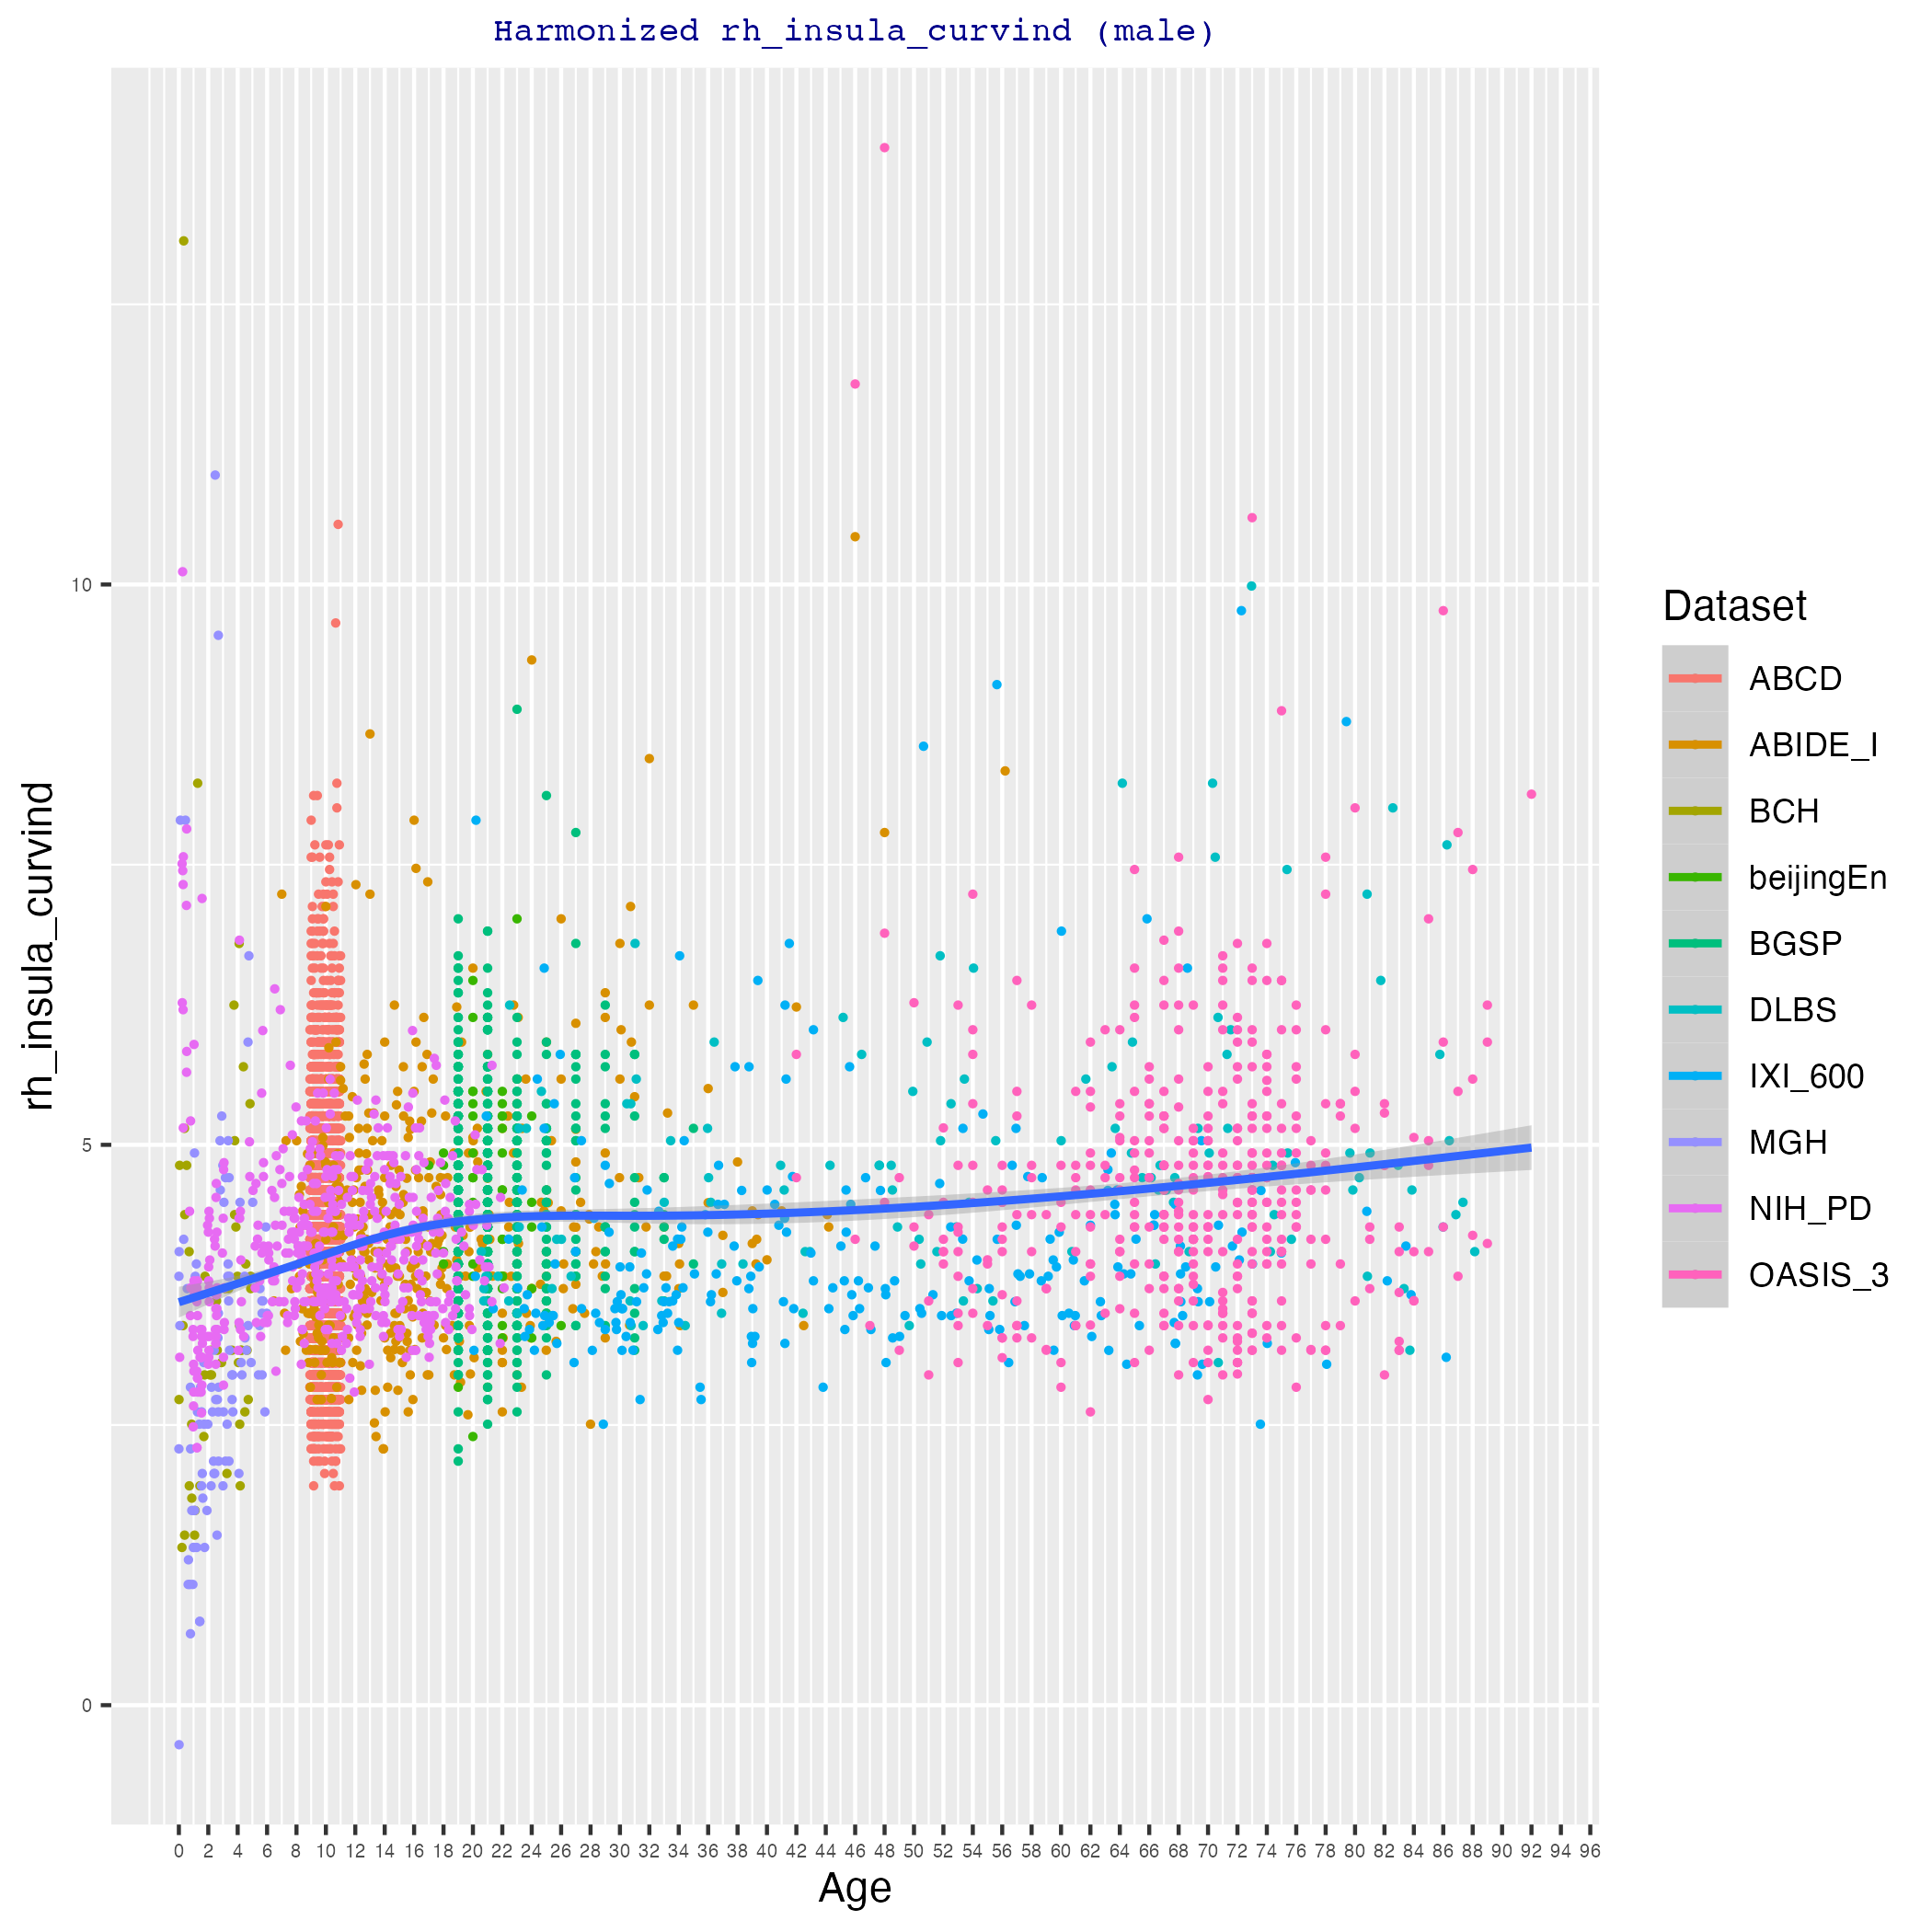 Harmonized rh_insula_curvind (male)
rh_insula_curvind
10
5
0
0 2 4 6 8 10 12 14 16 18 20 22 24 26 28 30 32 34 36 38 40 42 44 46 48 50 52 54 56 58 60 62 64 66 68 70 72 74 76 78 80 82 84 86 88 90 92 94 96
Age
Dataset
ABCD
ABIDE_I
BCH
beijingEn
BGSP
DLBS
IXI_600
MGH
NIH_PD
OASIS_3